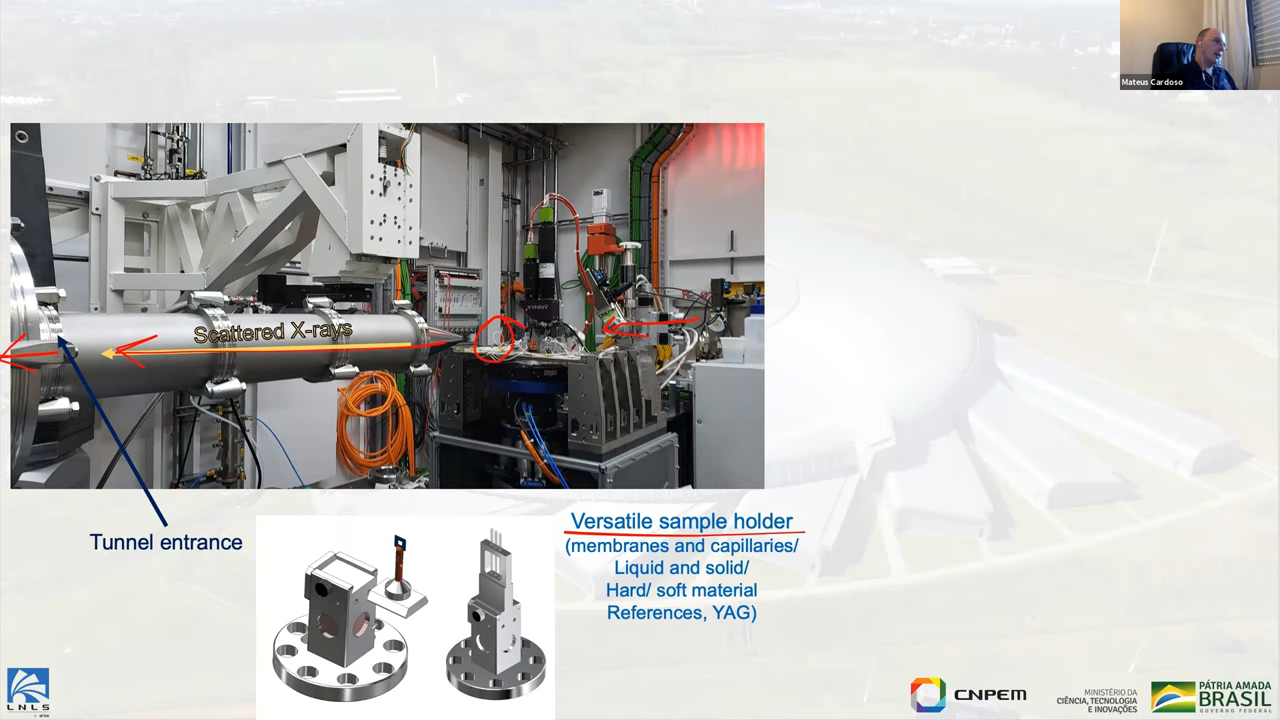 Mateus Cardoso
Scattered X-rays
Tunnel entrance
Versatile sample holder
(membranes and capillaries/
Liquid and solid/
Hard/ soft material
References, YAG)
LNLS
CNPEM
MINISTÉRIO DA
CIÊNCIA, TECNOLOGIA
E INOVAÇÕES
PÁTRIA AMADA
BRASIL
GOVERNO FEDERAL